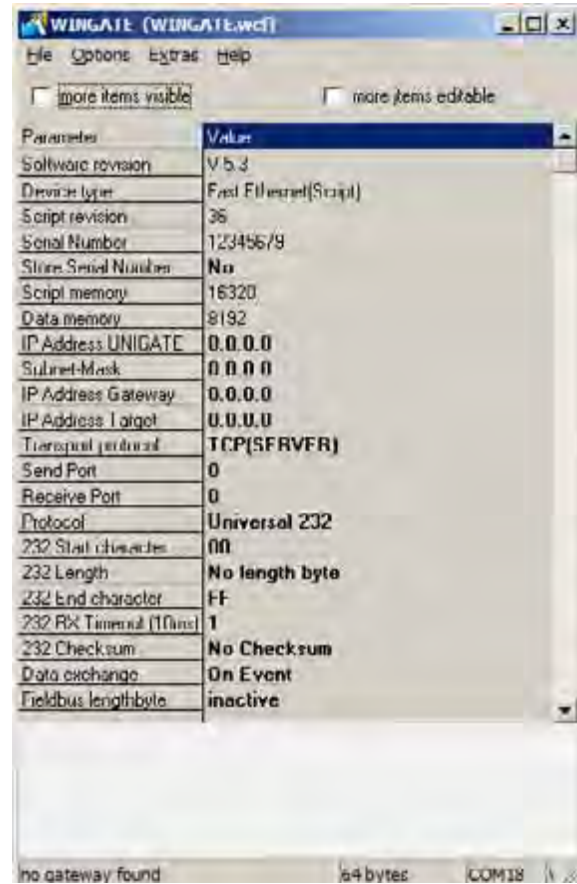 WINGATE (WINGATE.wcf)
File Options Extras Help
more items visible more items editable
Parameter Value
Software revision V 5.3
Device type Fast Ethernet(Script)
Script revision 36
Serial Number 12345679
Store Serial Number No
Script memory 16320
Data memory 8192
IP Address UNIGATE 0.0.0.0
Subnet-Mask 0.0.0.0
IP Address Gateway 0.0.0.0
IP Address Target 0.0.0.0
Transport protocol TCP(SERVER)
Send Port 0
Receive Port 0
Protocol Universal 232
232 Start character 00
232 Length No length byte
232 End character FF
232 RX Timeout (10ms) 1
232 Checksum No Checksum
Data exchange On Event
Fieldbus lengthbyte inactive
no gateway found 64 bytes COM18